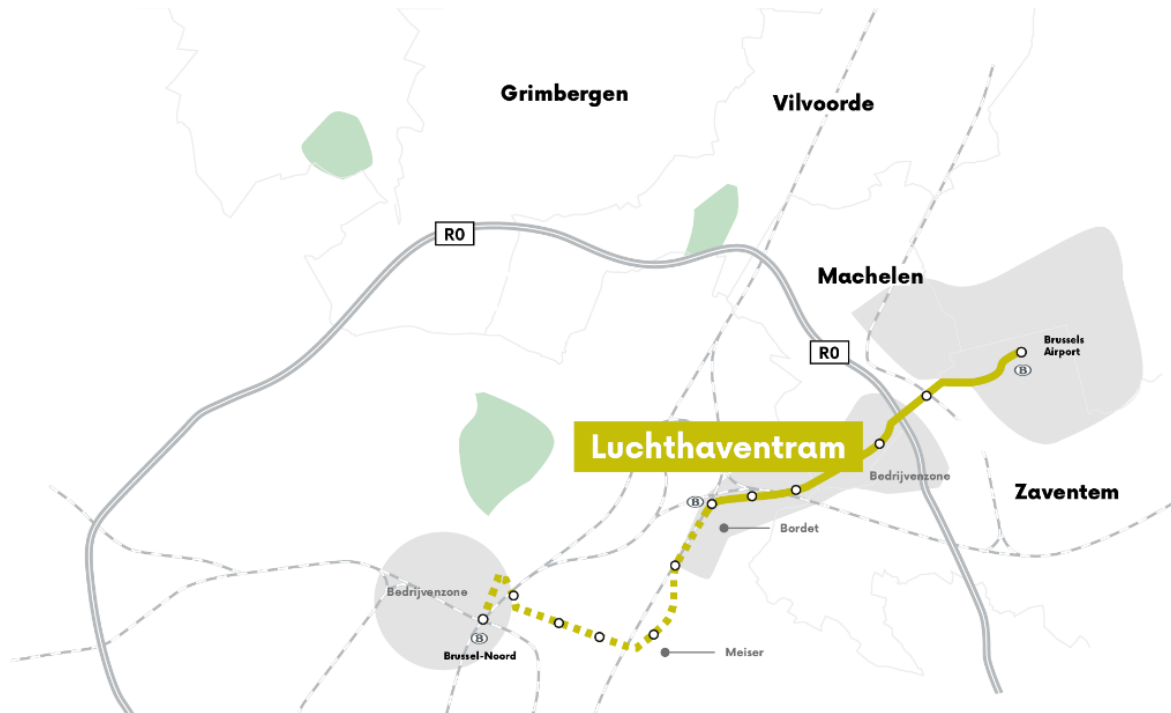 Grimbergen
Vilvoorde
R0
Machelen
R0
Brussels
Airport
B
Luchthaventram
Bedrijvenzone
Zaventem
B
Bordet
Bedrijvenzone
B
Brussel-Noord
Meiser